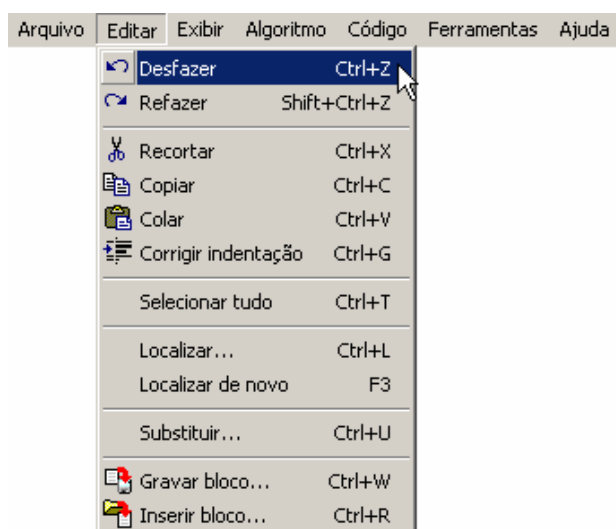 Arquivo Editar Exibir Algoritmo Código Ferramentas Ajuda
Desfazer Ctrl+Z
Refazer Shift+Ctrl+Z
Recortar Ctrl+X
Copiar Ctrl+C
Colar Ctrl+V
Corrigir indentação Ctrl+G
Selecionar tudo Ctrl+T
Localizar... Ctrl+L
Localizar de novo F3
Substituir... Ctrl+U
Gravar bloco... Ctrl+W
Inserir bloco... Ctrl+R